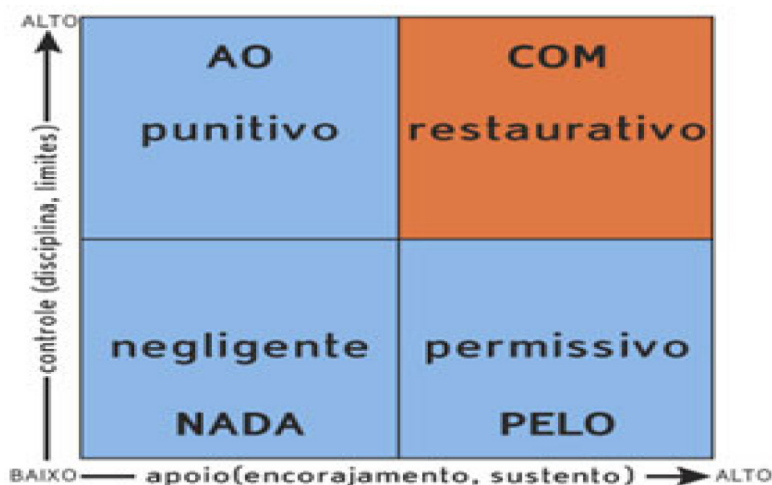 ALTO
AO
COM
punitivo
restaurativo
controle (disciplina, limites)
negligente
permissivo
NADA
PELO
BAIXO
apoio(encorajamento, sustento)
ALTO